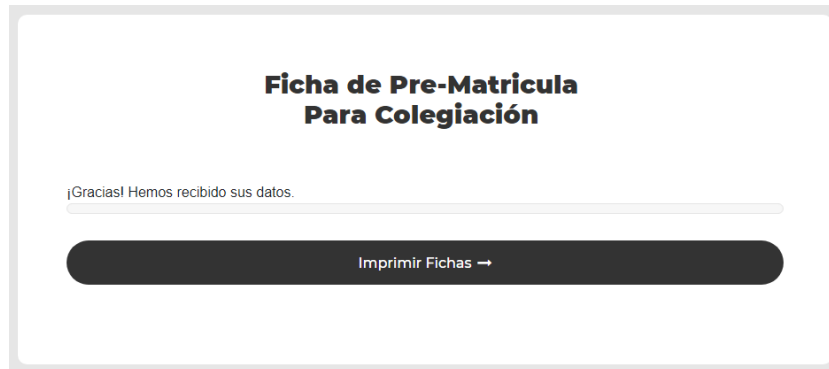 Ficha de Pre-Matricula
Para Colegiación
¡Gracias! Hemos recibido sus datos.
Imprimir Fichas →